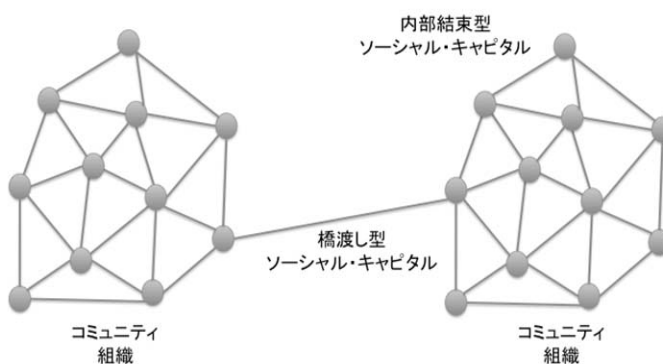 内部結束型
ソーシャル・キャピタル
橋渡し型
ソーシャル・キャピタル
コミュニティ
組織
コミュニティ
組織